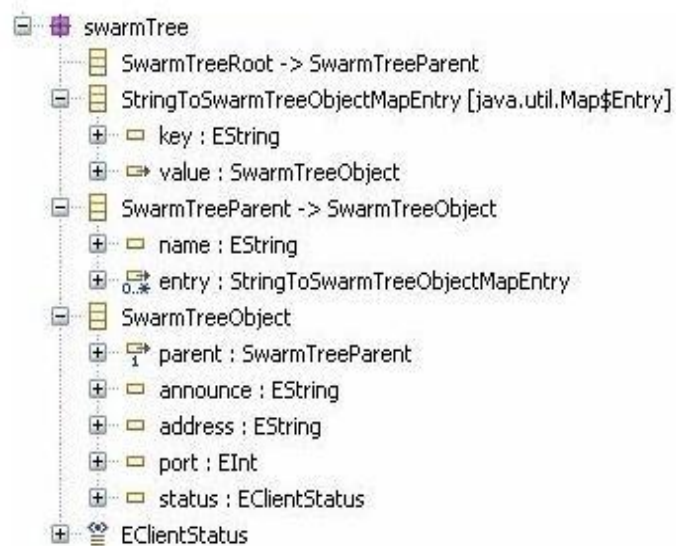 swarmTree
SwarmTreeRoot -> SwarmTreeParent
StringToSwarmTreeObjectMapEntry [java.util.Map$Entry]
key : EString
value : SwarmTreeObject
SwarmTreeParent -> SwarmTreeObject
name : EString
0..* entry : StringToSwarmTreeObjectMapEntry
SwarmTreeObject
1 parent : SwarmTreeParent
announce : EString
address : EString
port : EInt
status : EClientStatus
EClientStatus